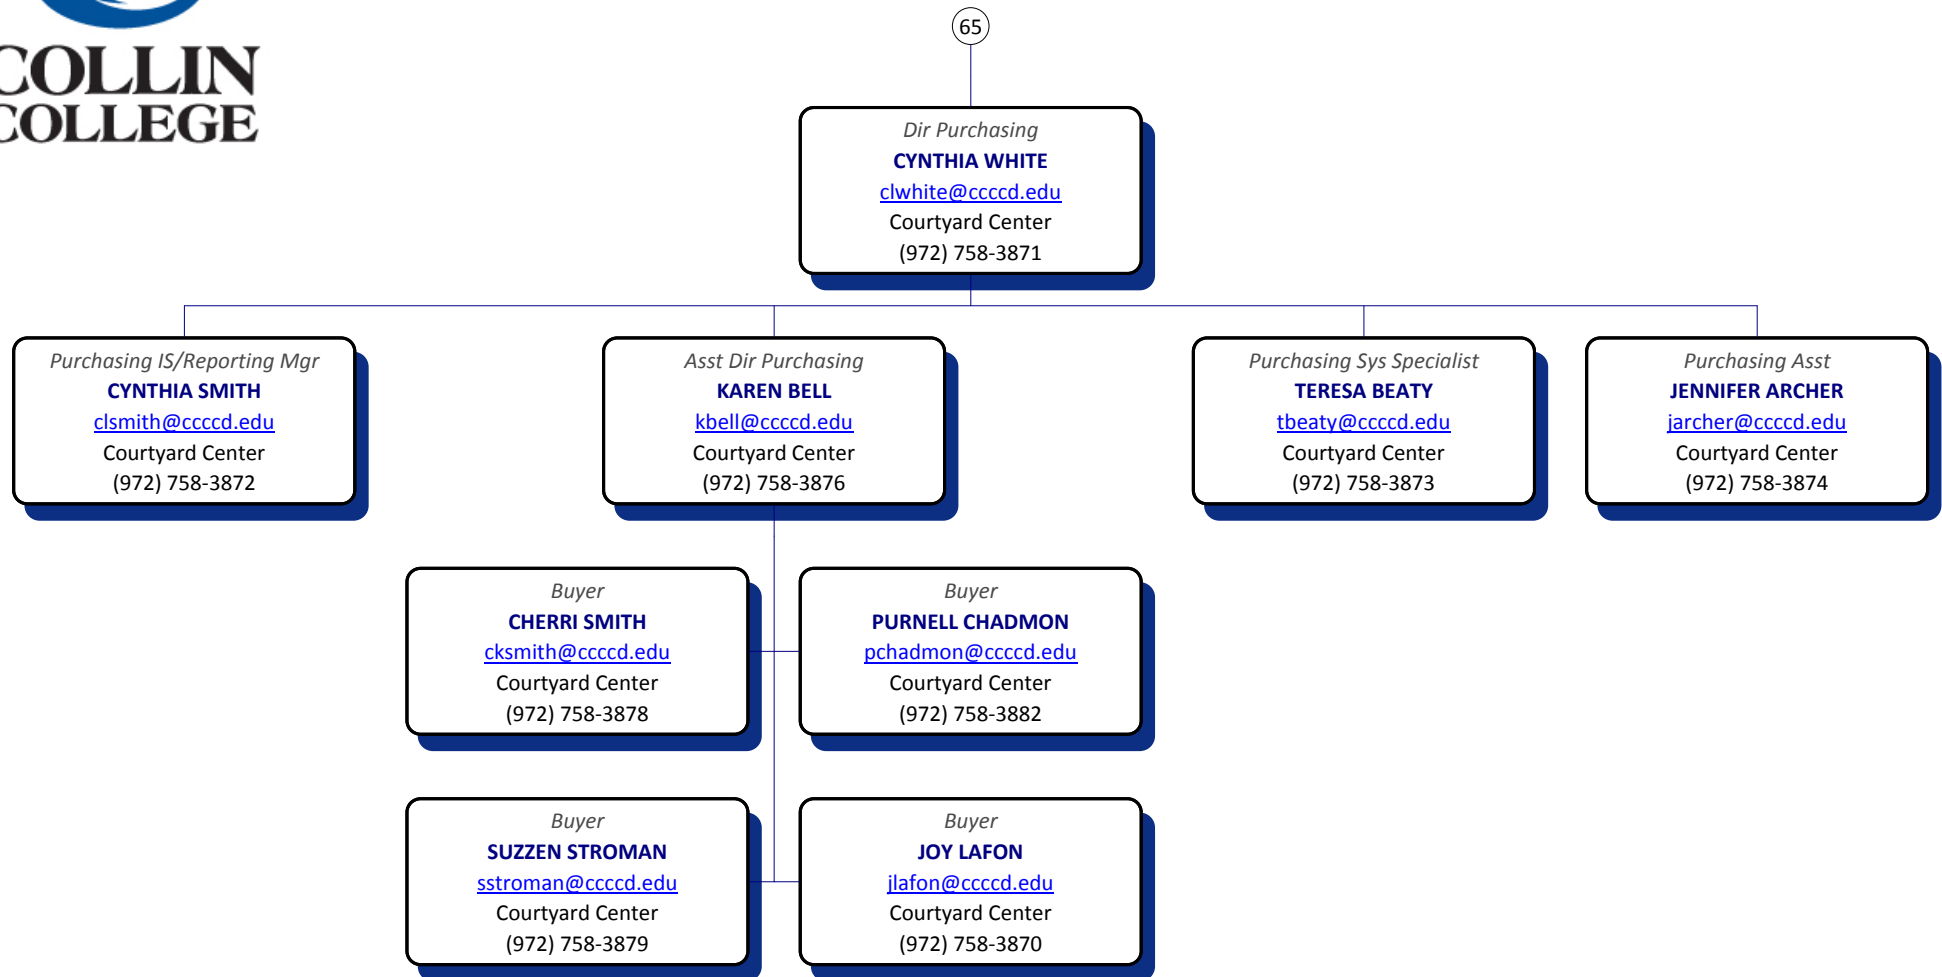 COLLIN
COLLEGE
65
Dir Purchasing
CYNTHIA WHITE
clwhite@ccccd.edu
Courtyard Center
(972) 758-3871
Purchasing IS/Reporting Mgr
CYNTHIA SMITH
clsmith@ccccd.edu
Courtyard Center
(972) 758-3872
Asst Dir Purchasing
KAREN BELL
kbell@ccccd.edu
Courtyard Center
(972) 758-3876
Purchasing Sys Specialist
TERESA BEATY
tbeaty@ccccd.edu
Courtyard Center
(972) 758-3873
Purchasing Asst
JENNIFER ARCHER
jarcher@ccccd.edu
Courtyard Center
(972) 758-3874
Buyer
CHERRI SMITH
cksmith@ccccd.edu
Courtyard Center
(972) 758-3878
Buyer
PURNELL CHADMON
pchadmon@ccccd.edu
Courtyard Center
(972) 758-3882
Buyer
SUZZEN STROMAN
sstroman@ccccd.edu
Courtyard Center
(972) 758-3879
Buyer
JOY LAFON
jlafon@ccccd.edu
Courtyard Center
(972) 758-3870